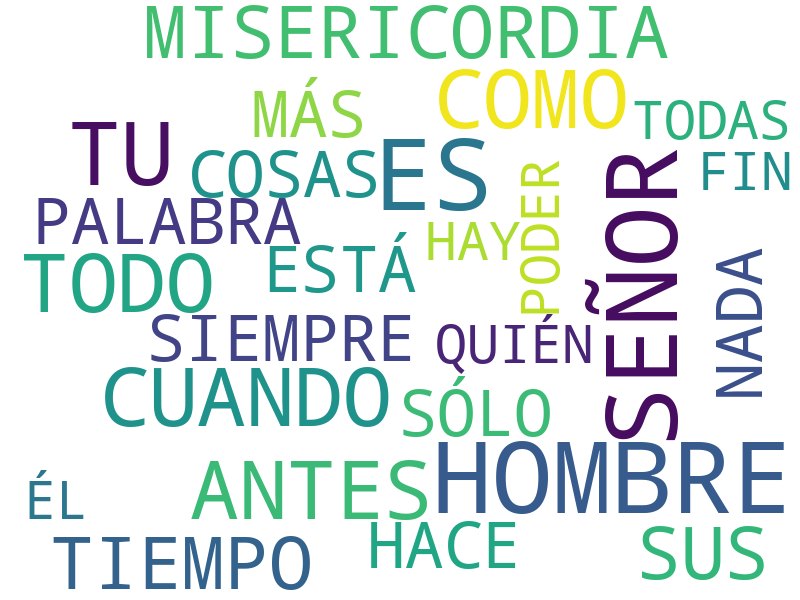 MISERICORDIA
MÁS
COMO
TODAS
TU
COSAS
ES
PODER
SEÑOR
FIN
PALABRA
HAY
TODO
ESTÁ
NADA
SIEMPRE
QUIÉN
CUANDO
SÓLO
ANTES
HOMBRE
ÉL
TIEMPO
HACE
SUS